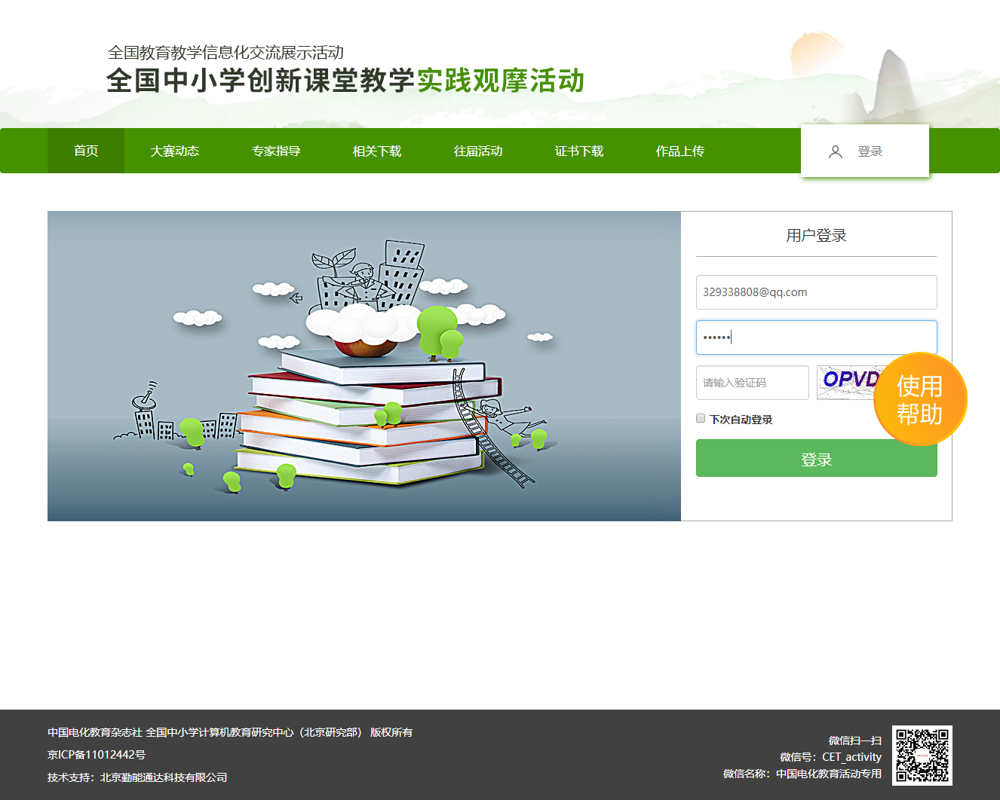 全国教育教学信息化交流展示活动
全国中小学创新课堂教学实践观摩活动
首页 大赛动态 专家指导 相关下载 往届活动 证书下载 作品上传 登录
用户登录
329338808@qq.com
••••••
请输入验证码 OPVD
使用
帮助
下次自动登录
登录
中国电化教育杂志社 全国中小学计算机教育研究中心（北京研究部） 版权所有
京ICP备11012442号
技术支持：北京勤能通达科技有限公司
微信扫一扫
微信号：CET_activity
微信名称：中国电化教育活动专用